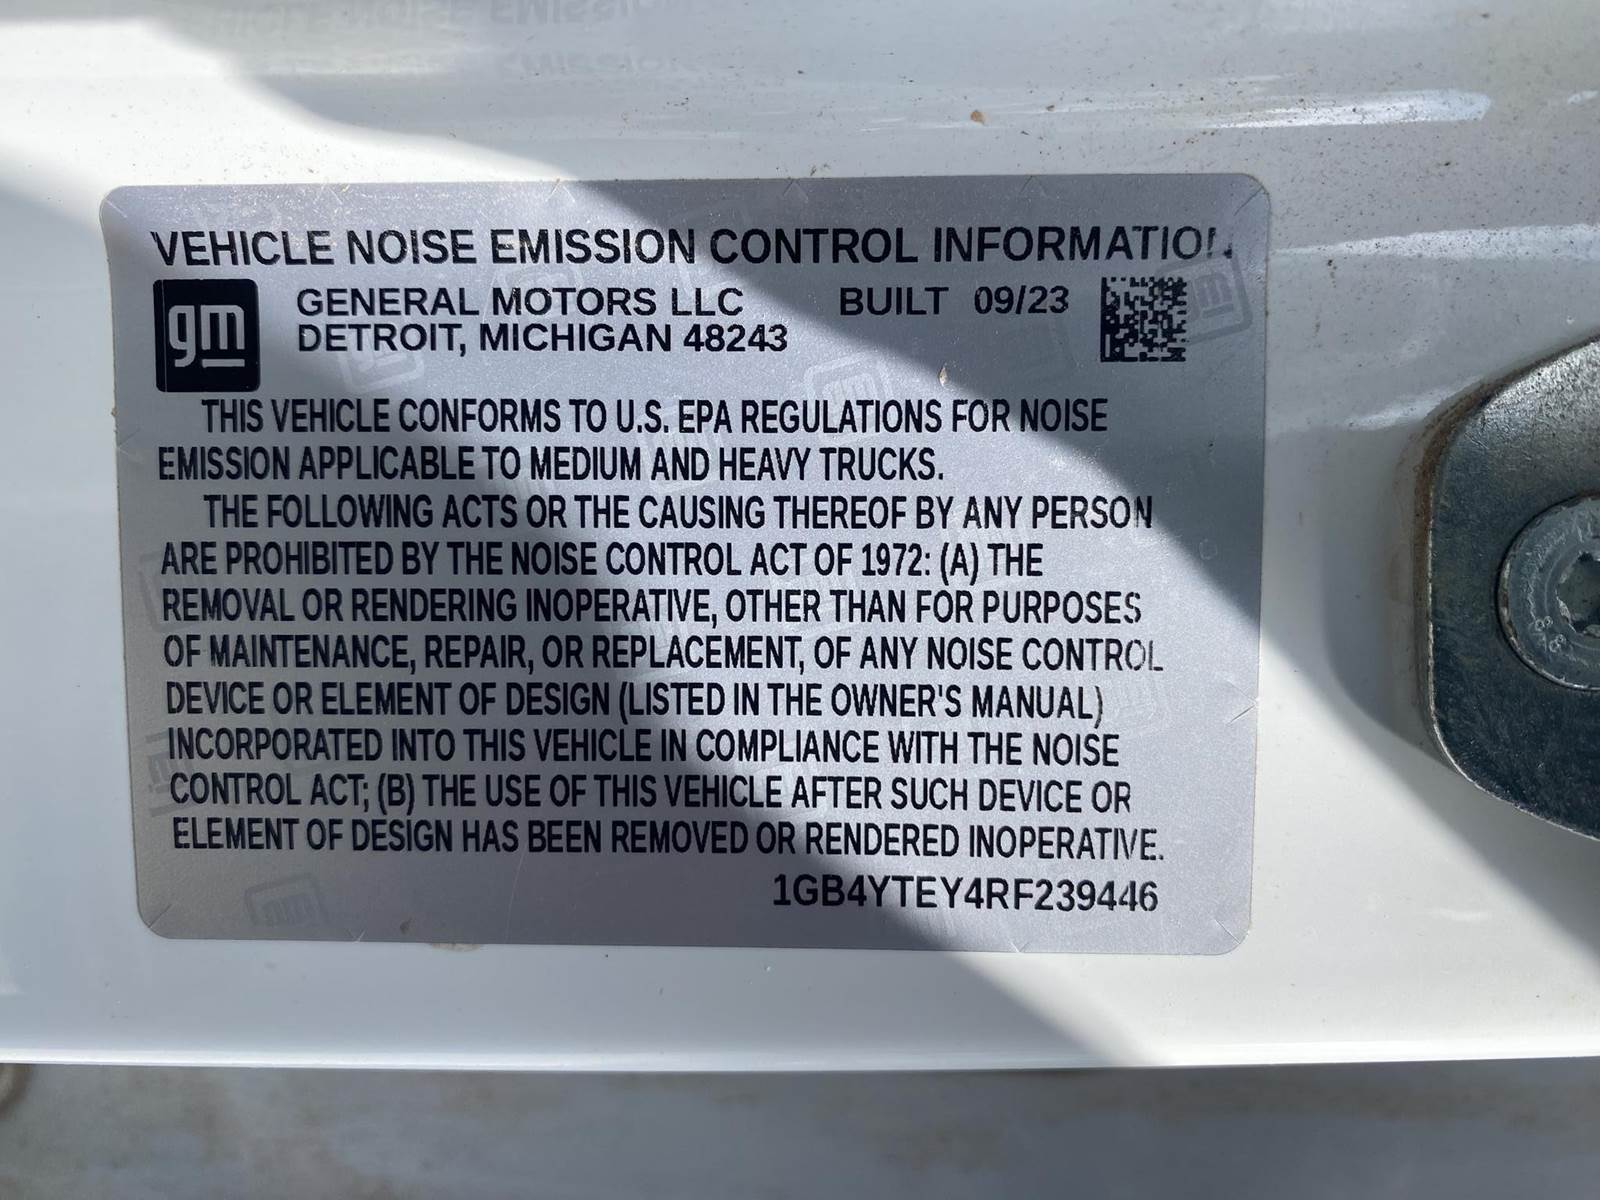 VEHICLE NOISE EMISSION CONTROL INFORMATION
gm
GENERAL MOTORS LLC BUILT 09/23
DETROIT, MICHIGAN 48243
THIS VEHICLE CONFORMS TO U.S. EPA REGULATIONS FOR NOISE
EMISSION APPLICABLE TO MEDIUM AND HEAVY TRUCKS.
THE FOLLOWING ACTS OR THE CAUSING THEREOF BY ANY PERSON
ARE PROHIBITED BY THE NOISE CONTROL ACT OF 1972: (A) THE
REMOVAL OR RENDERING INOPERATIVE, OTHER THAN FOR PURPOSES
OF MAINTENANCE, REPAIR, OR REPLACEMENT, OF ANY NOISE CONTROL
DEVICE OR ELEMENT OF DESIGN (LISTED IN THE OWNER'S MANUAL)
INCORPORATED INTO THIS VEHICLE IN COMPLIANCE WITH THE NOISE
CONTROL ACT; (B) THE USE OF THIS VEHICLE AFTER SUCH DEVICE OR
ELEMENT OF DESIGN HAS BEEN REMOVED OR RENDERED INOPERATIVE.
1GB4YTEY4RF239446